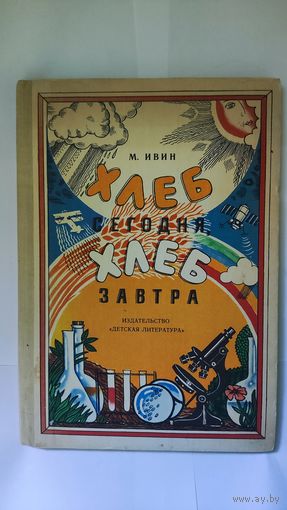 М. ИВИН
ХЛЕБ
СЕГОДНЯ,
ХЛЕБ
ЗАВТРА
ИЗДАТЕЛЬСТВО
«ДЕТСКАЯ ЛИТЕРАТУРА»
www.ay.by